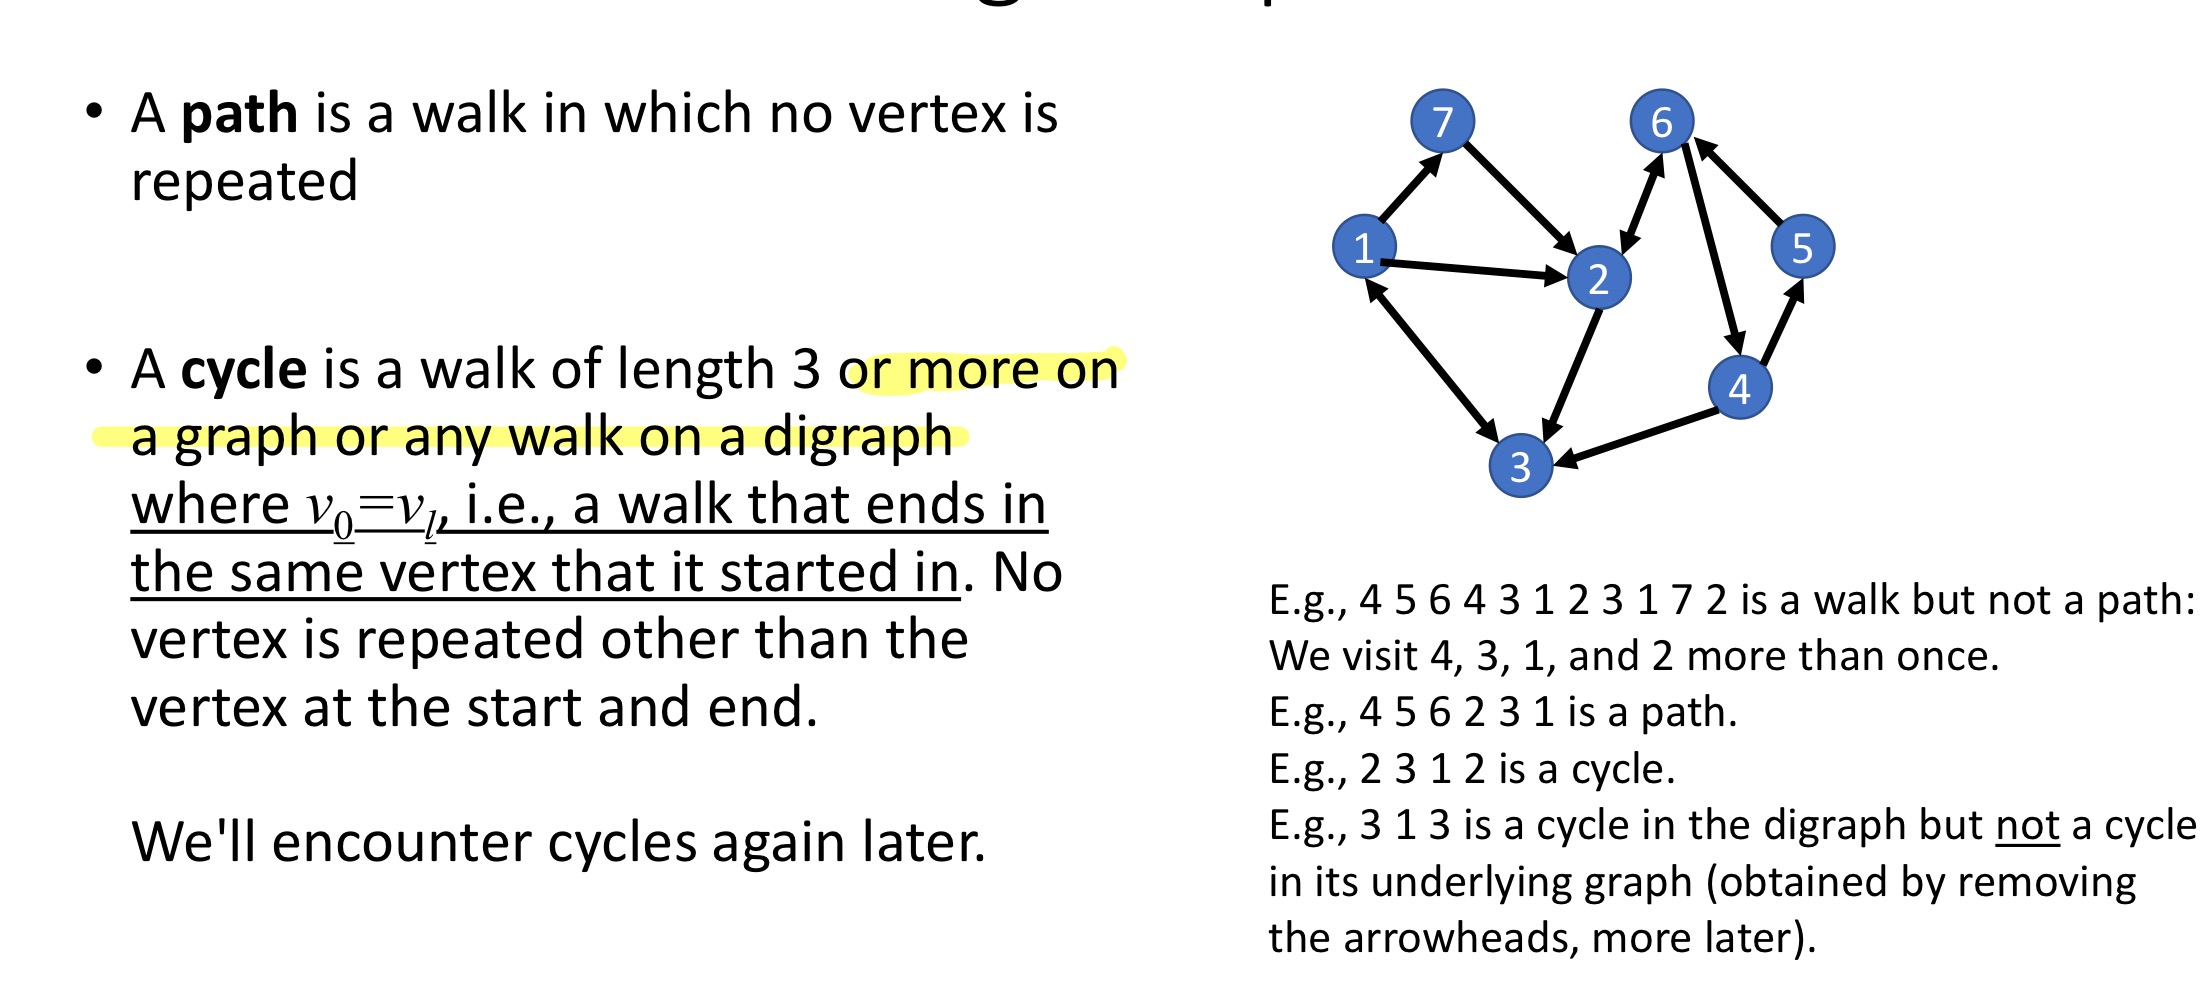 • A path is a walk in which no vertex is
repeated
• A cycle is a walk of length 3 or more on
a graph or any walk on a digraph
where v0=vl, i.e., a walk that ends in
the same vertex that it started in. No
vertex is repeated other than the
vertex at the start and end.
We'll encounter cycles again later.
7
6
1
5
2
4
3
E.g., 4 5 6 4 3 1 2 3 1 7 2 is a walk but not a path:
We visit 4, 3, 1, and 2 more than once.
E.g., 4 5 6 2 3 1 is a path.
E.g., 2 3 1 2 is a cycle.
E.g., 3 1 3 is a cycle in the digraph but not a cycle
in its underlying graph (obtained by removing
the arrowheads, more later).